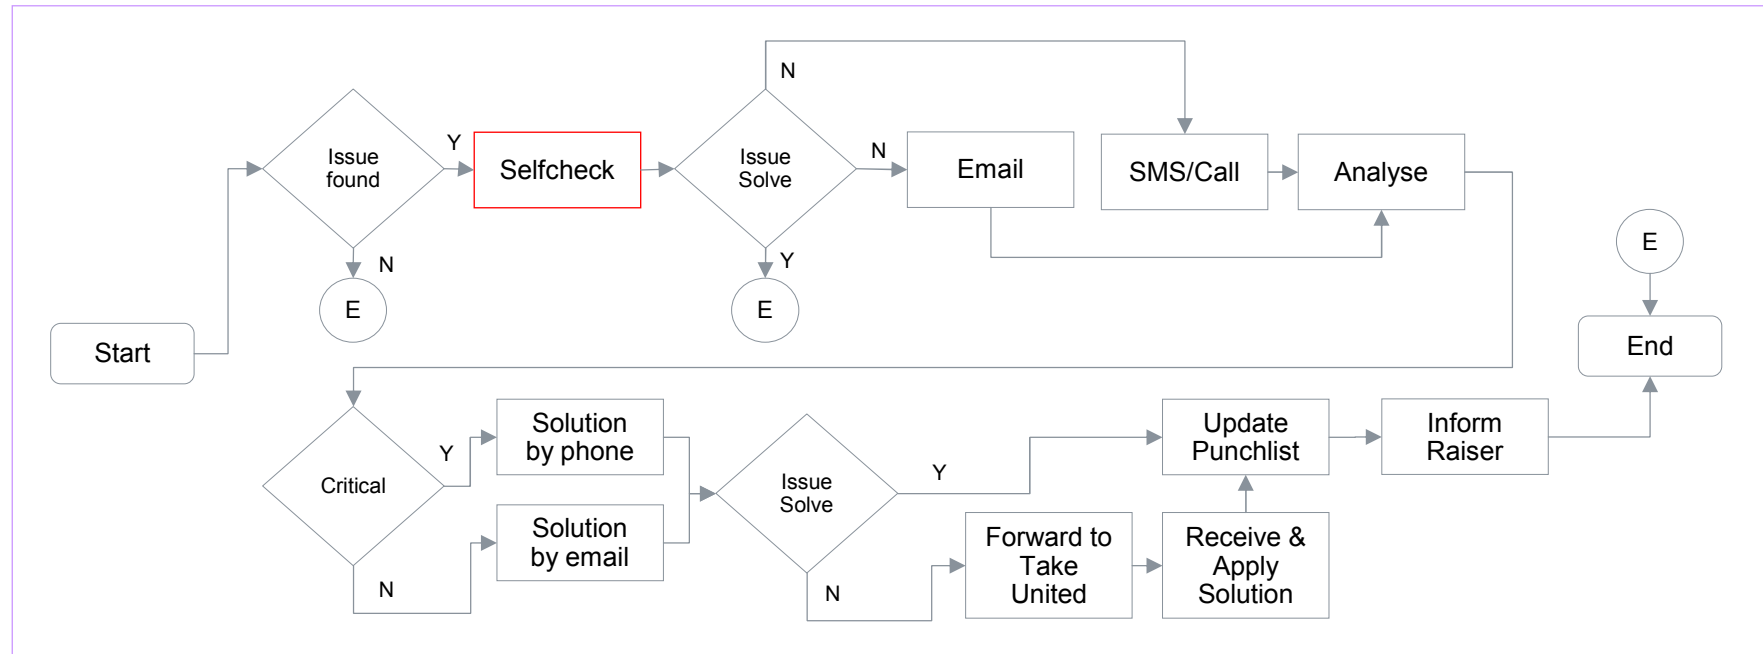 N
Issue
found
Y
Selfcheck
Issue
Solve
N
Email
SMS/Call
Analyse
N
E
Y
E
E
Start
End
Critical
Y
Solution
by phone
N
Solution
by email
Issue
Solve
Y
N
Forward to
Take
United
Receive &
Apply
Solution
Update
Punchlist
Inform
Raiser